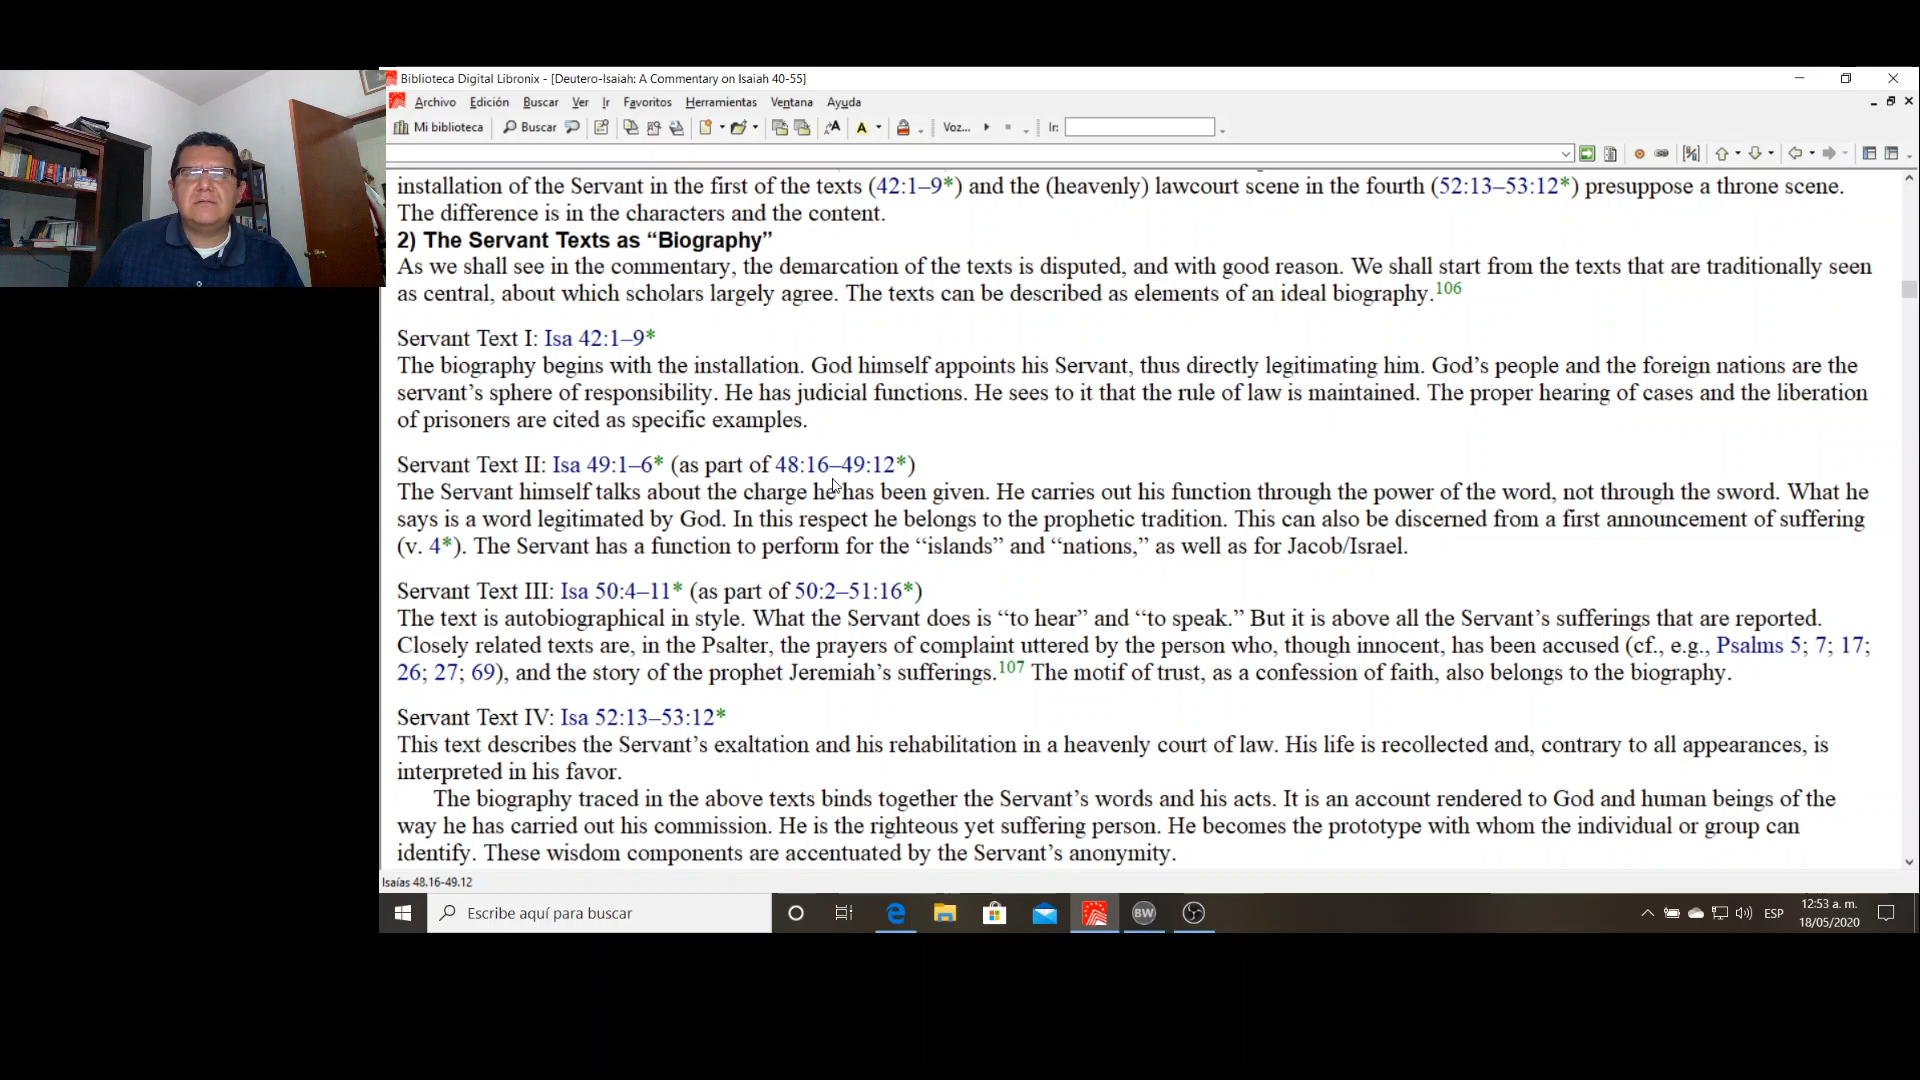 Biblioteca Digital Libronix - [Deutero-Isaiah: A Commentary on Isaiah 40-55]
Archivo Edición Buscar Ver Ir Favoritos Herramientas Ventana Ayuda
Mi biblioteca Buscar Voz... Ir:
installation of the Servant in the first of the texts (42:1–9*) and the (heavenly) lawcourt scene in the fourth (52:13–53:12*) presuppose a throne scene.
The difference is in the characters and the content.
2) The Servant Texts as “Biography”
As we shall see in the commentary, the demarcation of the texts is disputed, and with good reason. We shall start from the texts that are traditionally seen
as central, about which scholars largely agree. The texts can be described as elements of an ideal biography.106
Servant Text I: Isa 42:1–9*
The biography begins with the installation. God himself appoints his Servant, thus directly legitimating him. God’s people and the foreign nations are the
servant’s sphere of responsibility. He has judicial functions. He sees to it that the rule of law is maintained. The proper hearing of cases and the liberation
of prisoners are cited as specific examples.
Servant Text II: Isa 49:1–6* (as part of 48:16–49:12*)
The Servant himself talks about the charge he has been given. He carries out his function through the power of the word, not through the sword. What he
says is a word legitimated by God. In this respect he belongs to the prophetic tradition. This can also be discerned from a first announcement of suffering
(v. 4*). The Servant has a function to perform for the “islands” and “nations,” as well as for Jacob/Israel.
Servant Text III: Isa 50:4–11* (as part of 50:2–51:16*)
The text is autobiographical in style. What the Servant does is “to hear” and “to speak.” But it is above all the Servant’s sufferings that are reported.
Closely related texts are, in the Psalter, the prayers of complaint uttered by the person who, though innocent, has been accused (cf., e.g., Psalms 5; 7; 17;
26; 27; 69), and the story of the prophet Jeremiah’s sufferings.107 The motif of trust, as a confession of faith, also belongs to the biography.
Servant Text IV: Isa 52:13–53:12*
This text describes the Servant’s exaltation and his rehabilitation in a heavenly court of law. His life is recollected and, contrary to all appearances, is
interpreted in his favor.
The biography traced in the above texts binds together the Servant’s words and his acts. It is an account rendered to God and human beings of the
way he has carried out his commission. He is the righteous yet suffering person. He becomes the prototype with whom the individual or group can
identify. These wisdom components are accentuated by the Servant’s anonymity.
Isaías 48.16-49.12
Escribe aquí para buscar
BW
ESP
12:53 a. m.
18/05/2020